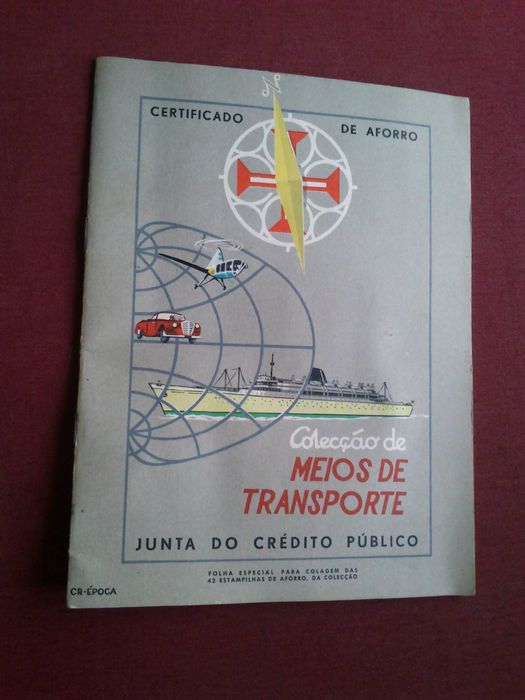 N
CERTIFICADO DE AFORRO
Colecção de
MEIOS DE
TRANSPORTE
JUNTA DO CRÉDITO PÚBLICO
FOLHA ESPECIAL PARA COLAGEM DAS
42 ESTAMPILHAS DE AFORRO, DA COLECÇÃO
CR-ÉPOCA